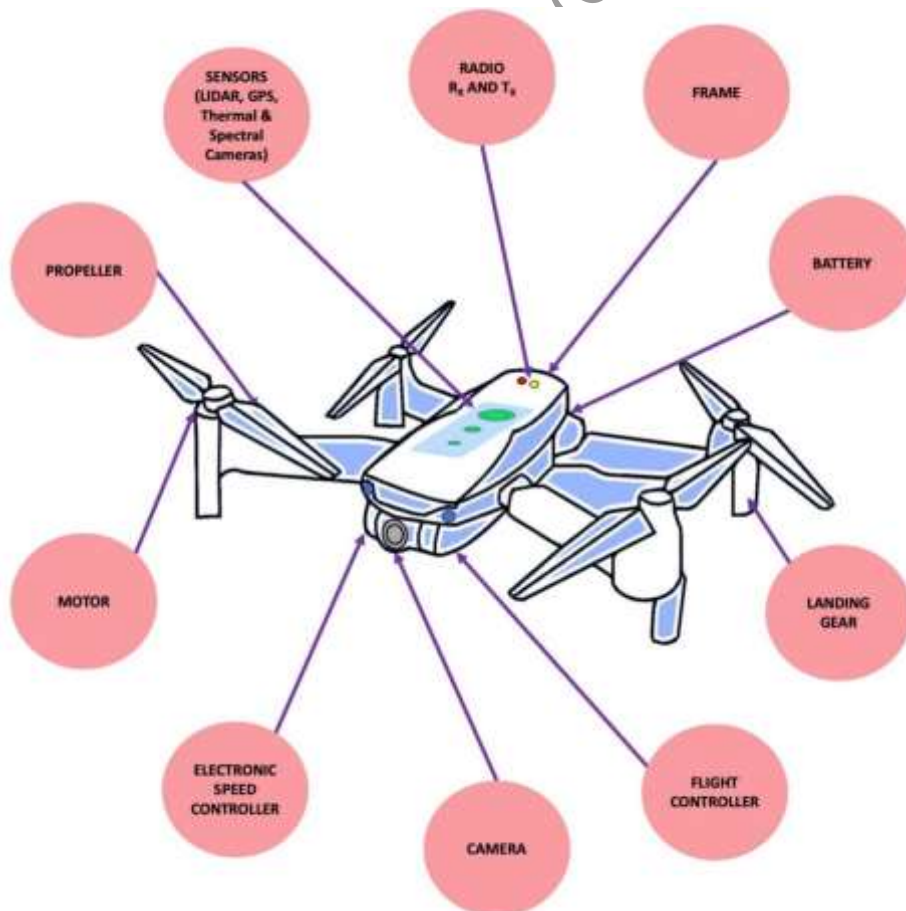 SENSORS
(LIDAR, GPS,
Thermal &
Spectral
Cameras)
RADIO
Rx AND Tx
FRAME
PROPELLER
BATTERY
MOTOR
LANDING
GEAR
ELECTRONIC
SPEED
CONTROLLER
CAMERA
FLIGHT
CONTROLLER